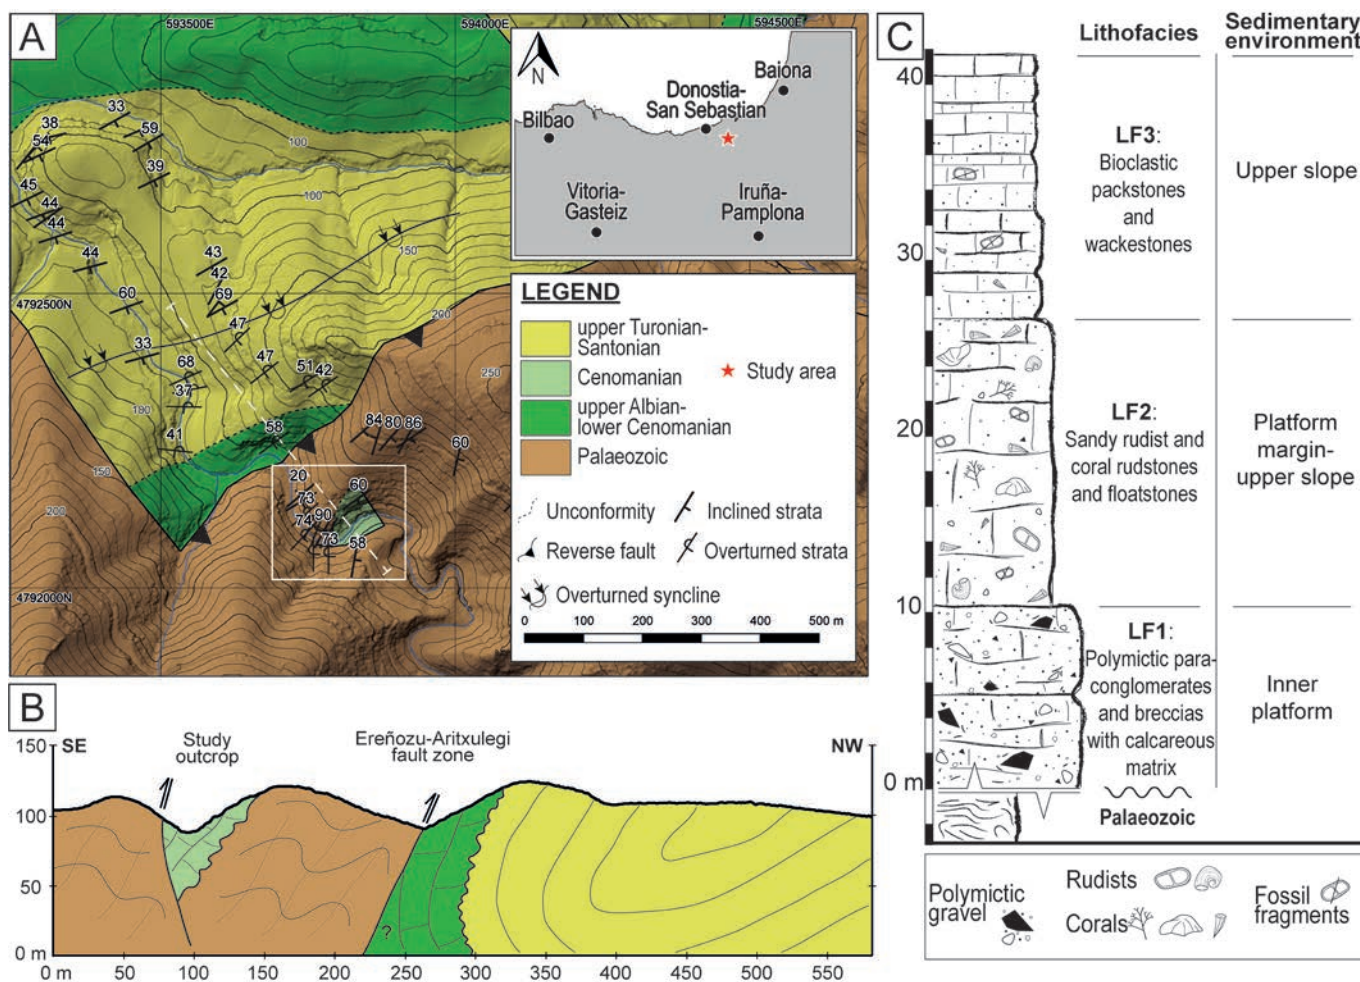 A
593500E
594000E
594500E
4792500N
4792000N
33
38
59
54
39
45
44
44
44
43
42
60
69
47
33
47
68
51
42
37
41
58
84
80
86
60
20
73
60
74
90
73
58
100
100
150
200
250
180
150
200
N
Baiona
Donostia-
San Sebastian
Bilbao
Vitoria-
Gasteiz
Iruña-
Pamplona
LEGEND
upper Turonian-
Santonian
Cenomanian
Study area
upper Albian-
lower Cenomanian
Palaeozoic
Unconformity
Inclined strata
Reverse fault
Overturned strata
Overturned syncline
0 100 200 300 400 500 m
B
150
SE
Study
outcrop
Ereñozu-Aritxulegi
fault zone
NW
100
50
0 m
?
0 m 50 100 150 200 250 300 350 400 450 500 550
C
Lithofacies
Sedimentary
environment
40
30
20
10
0 m
LF3:
Bioclastic
packstones
and
wackestones
Upper slope
LF2:
Sandy rudist and
coral rudstones
and floatstones
Platform
margin-
upper slope
LF1:
Polymictic para-
conglomerates
and breccias
with calcareous
matrix
Inner
platform
Palaeozoic
Polymictic
gravel
Rudists
Corals
Fossil
fragments